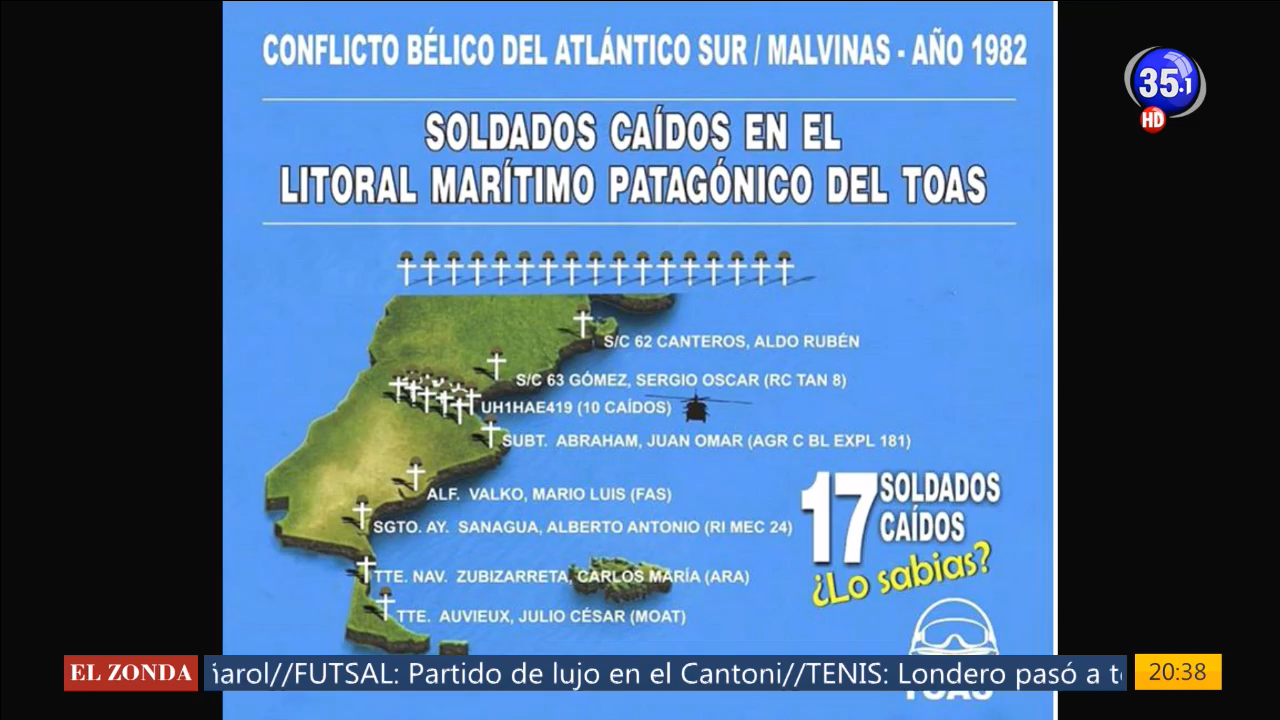 CONFLICTO BÉLICO DEL ATLÁNTICO SUR / MALVINAS - AÑO 1982
35.1
HD
SOLDADOS CAÍDOS EN EL
LITORAL MARÍTIMO PATAGÓNICO DEL TOAS
S/C 62 CANTEROS, ALDO RUBÉN
S/C 63 GÓMEZ, SERGIO OSCAR (RC TAN 8)
UH1HAE419 (10 CAÍDOS)
SUBT. ABRAHAM, JUAN OMAR (AGR C BL EXPL 181)
ALF. VALKO, MARIO LUIS (FAS)
SGTO. AY. SANAGUA, ALBERTO ANTONIO (RI MEC 24)
TTE. NAV. ZUBIZARRETA, CARLOS MARÍA (ARA)
TTE. AUVIEUX, JULIO CÉSAR (MOAT)
17 SOLDADOS
CAÍDOS
¿Lo sabias?
TOAS
EL ZONDA
ñarol//FUTSAL: Partido de lujo en el Cantoni//TENIS: Londero pasó a
20:38